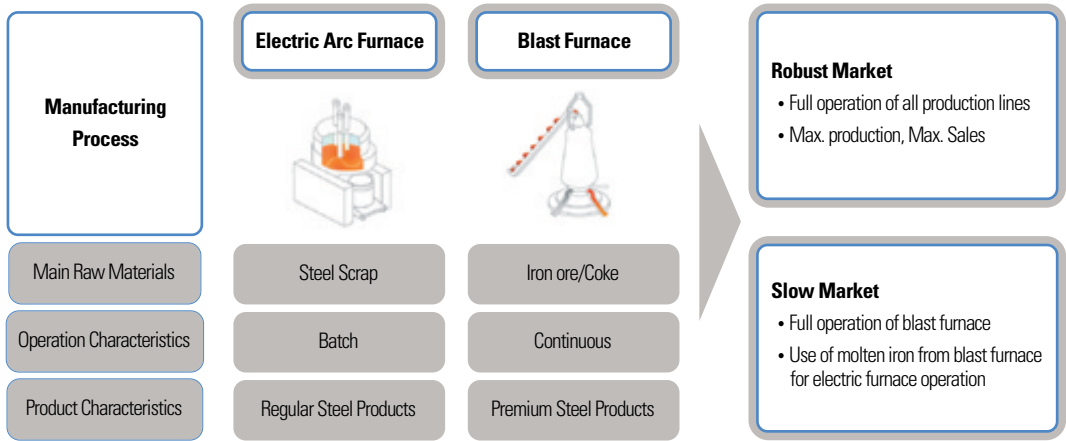 Manufacturing
Process
Electric Arc Furnace
Blast Furnace
Main Raw Materials
Steel Scrap
Iron ore/Coke
Operation Characteristics
Batch
Continuous
Product Characteristics
Regular Steel Products
Premium Steel Products
Robust Market
• Full operation of all production lines
• Max. production, Max. Sales
Slow Market
• Full operation of blast furnace
• Use of molten iron from blast furnace
for electric furnace operation